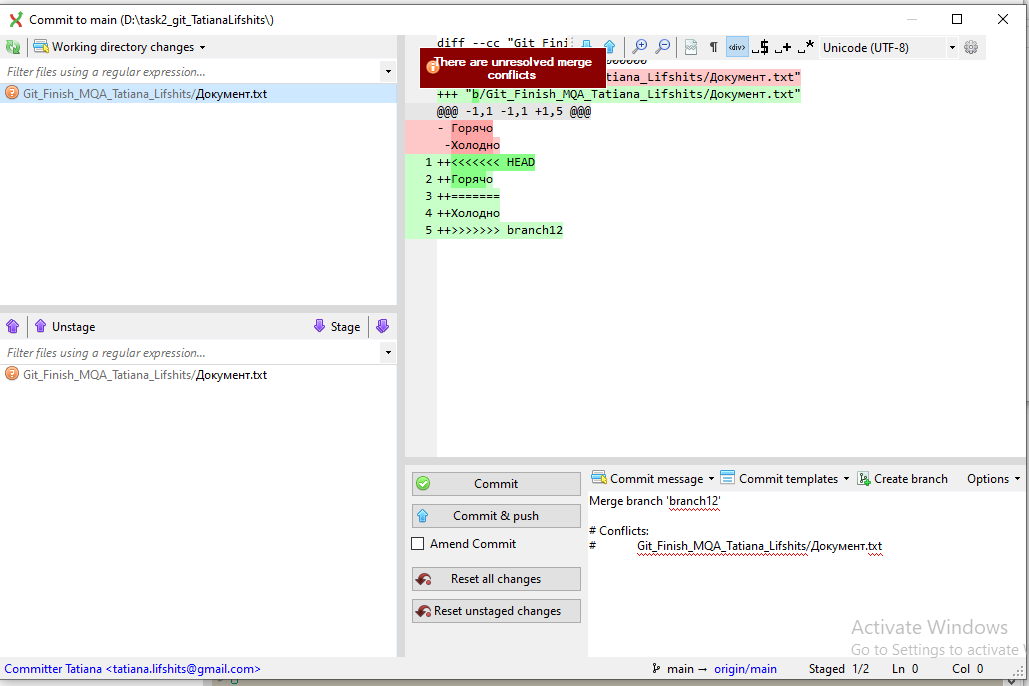 Commit to main (D:\task2_git_TatianaLifshits\)
Working directory changes
Filter files using a regular expression...
Git_Finish_MQA_Tatiana_Lifshits/Документ.txt
Unstage
Stage
Filter files using a regular expression...
Git_Finish_MQA_Tatiana_Lifshits/Документ.txt
diff --cc "Git_Fini
¶ <div> $ + * Unicode (UTF-8)
There are unresolved merge
conflicts
tiana_Lifshits/Документ.txt"
+++ "b/Git_Finish_MQA_Tatiana_Lifshits/Документ.txt"
@@@ -1,1 -1,1 +1,5 @@@
- Горячо
 -Холодно
1 ++<<<<<<< HEAD
2 ++Горячо
3 ++=======
4 ++Холодно
5 ++>>>>>>> branch12
Commit
Commit & push
Amend Commit
Reset all changes
Reset unstaged changes
Commit message
Commit templates
Create branch
Options
Merge branch 'branch12'
# Conflicts:
# Git_Finish_MQA_Tatiana_Lifshits/Документ.txt
Activate Windows
Go to Settings to activate
Committer Tatiana <tatiana.lifshits@gmail.com>
main → origin/main
Staged 1/2
Ln 0
Col 0